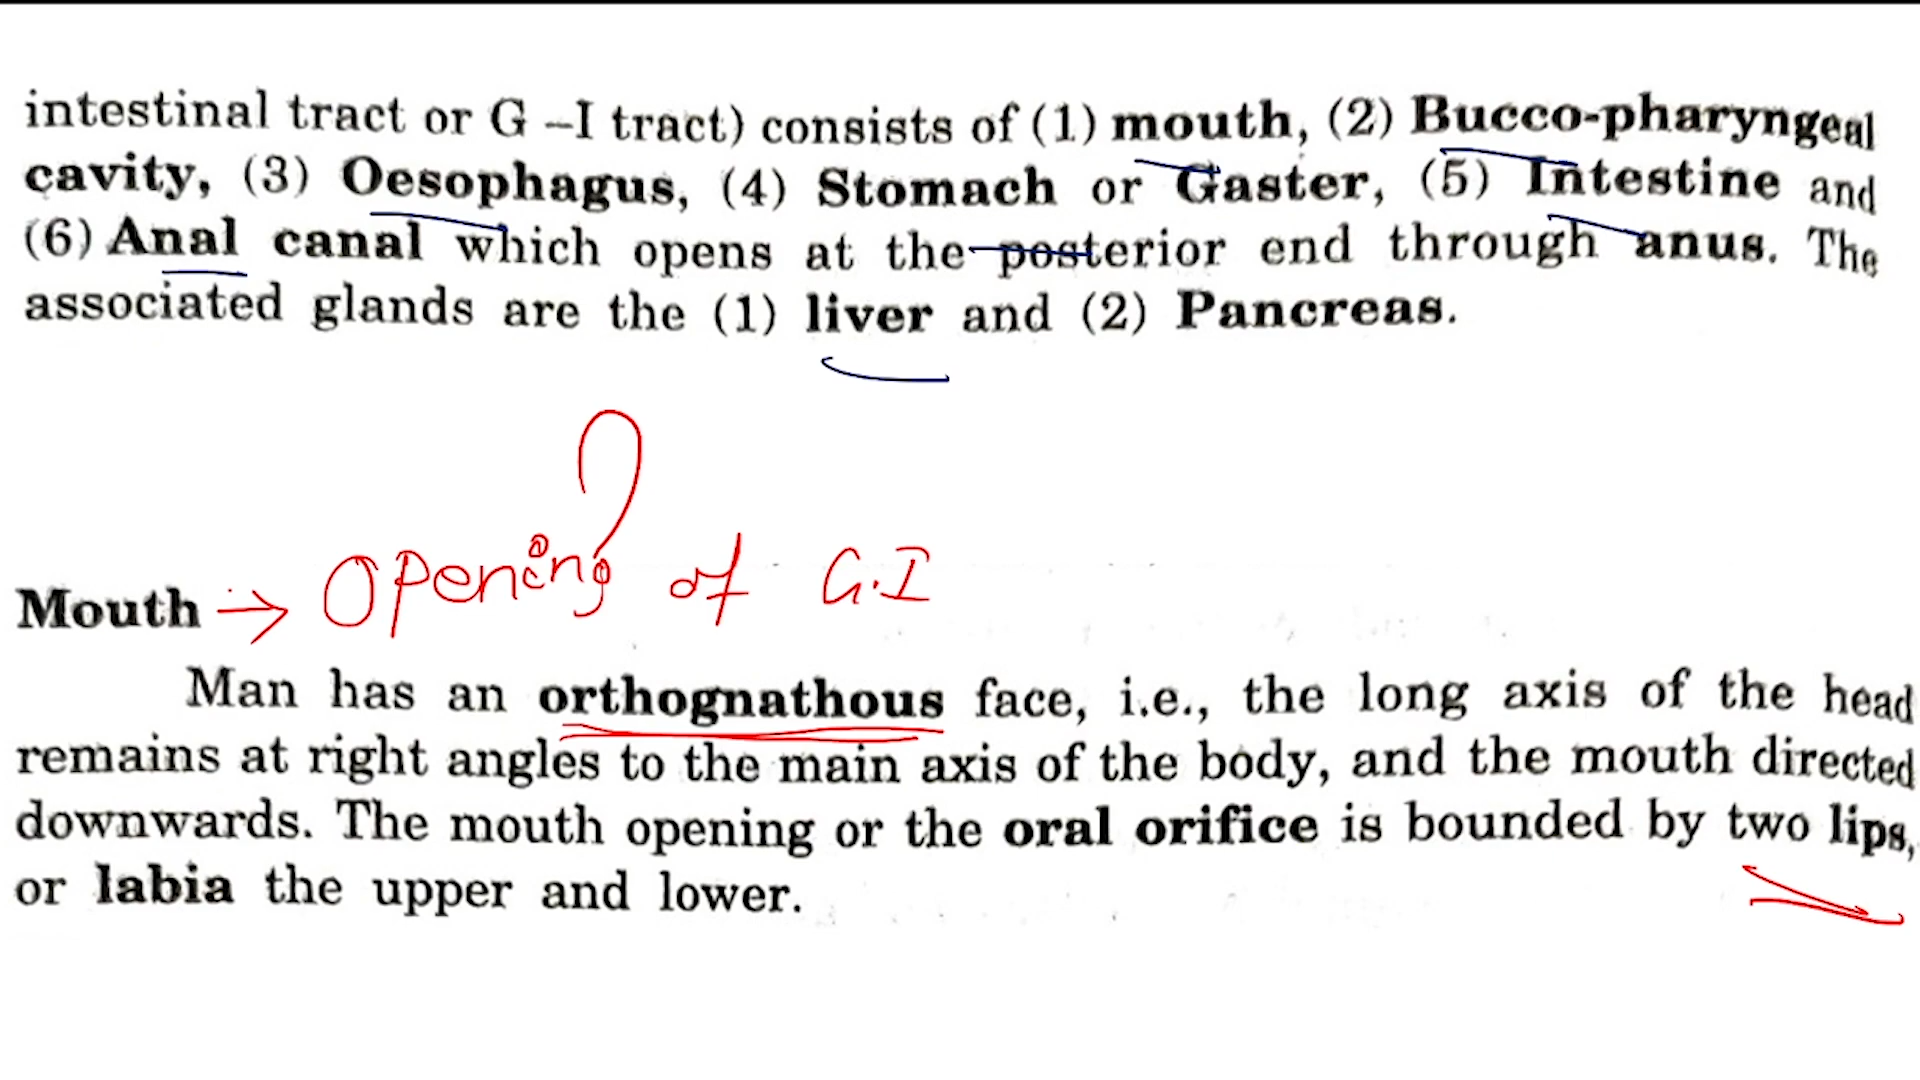 intestinal tract or G -I tract) consists of (1) mouth, (2) Bucco-pharyngeal
cavity, (3) Oesophagus, (4) Stomach or Gaster, (5) Intestine and
(6) Anal canal which opens at the posterior end through anus. The
associated glands are the (1) liver and (2) Pancreas.
Mouth → Opening of G.I
Man has an orthognathous face, i.e., the long axis of the head
remains at right angles to the main axis of the body, and the mouth directed
downwards. The mouth opening or the oral orifice is bounded by two lips,
or labia the upper and lower.